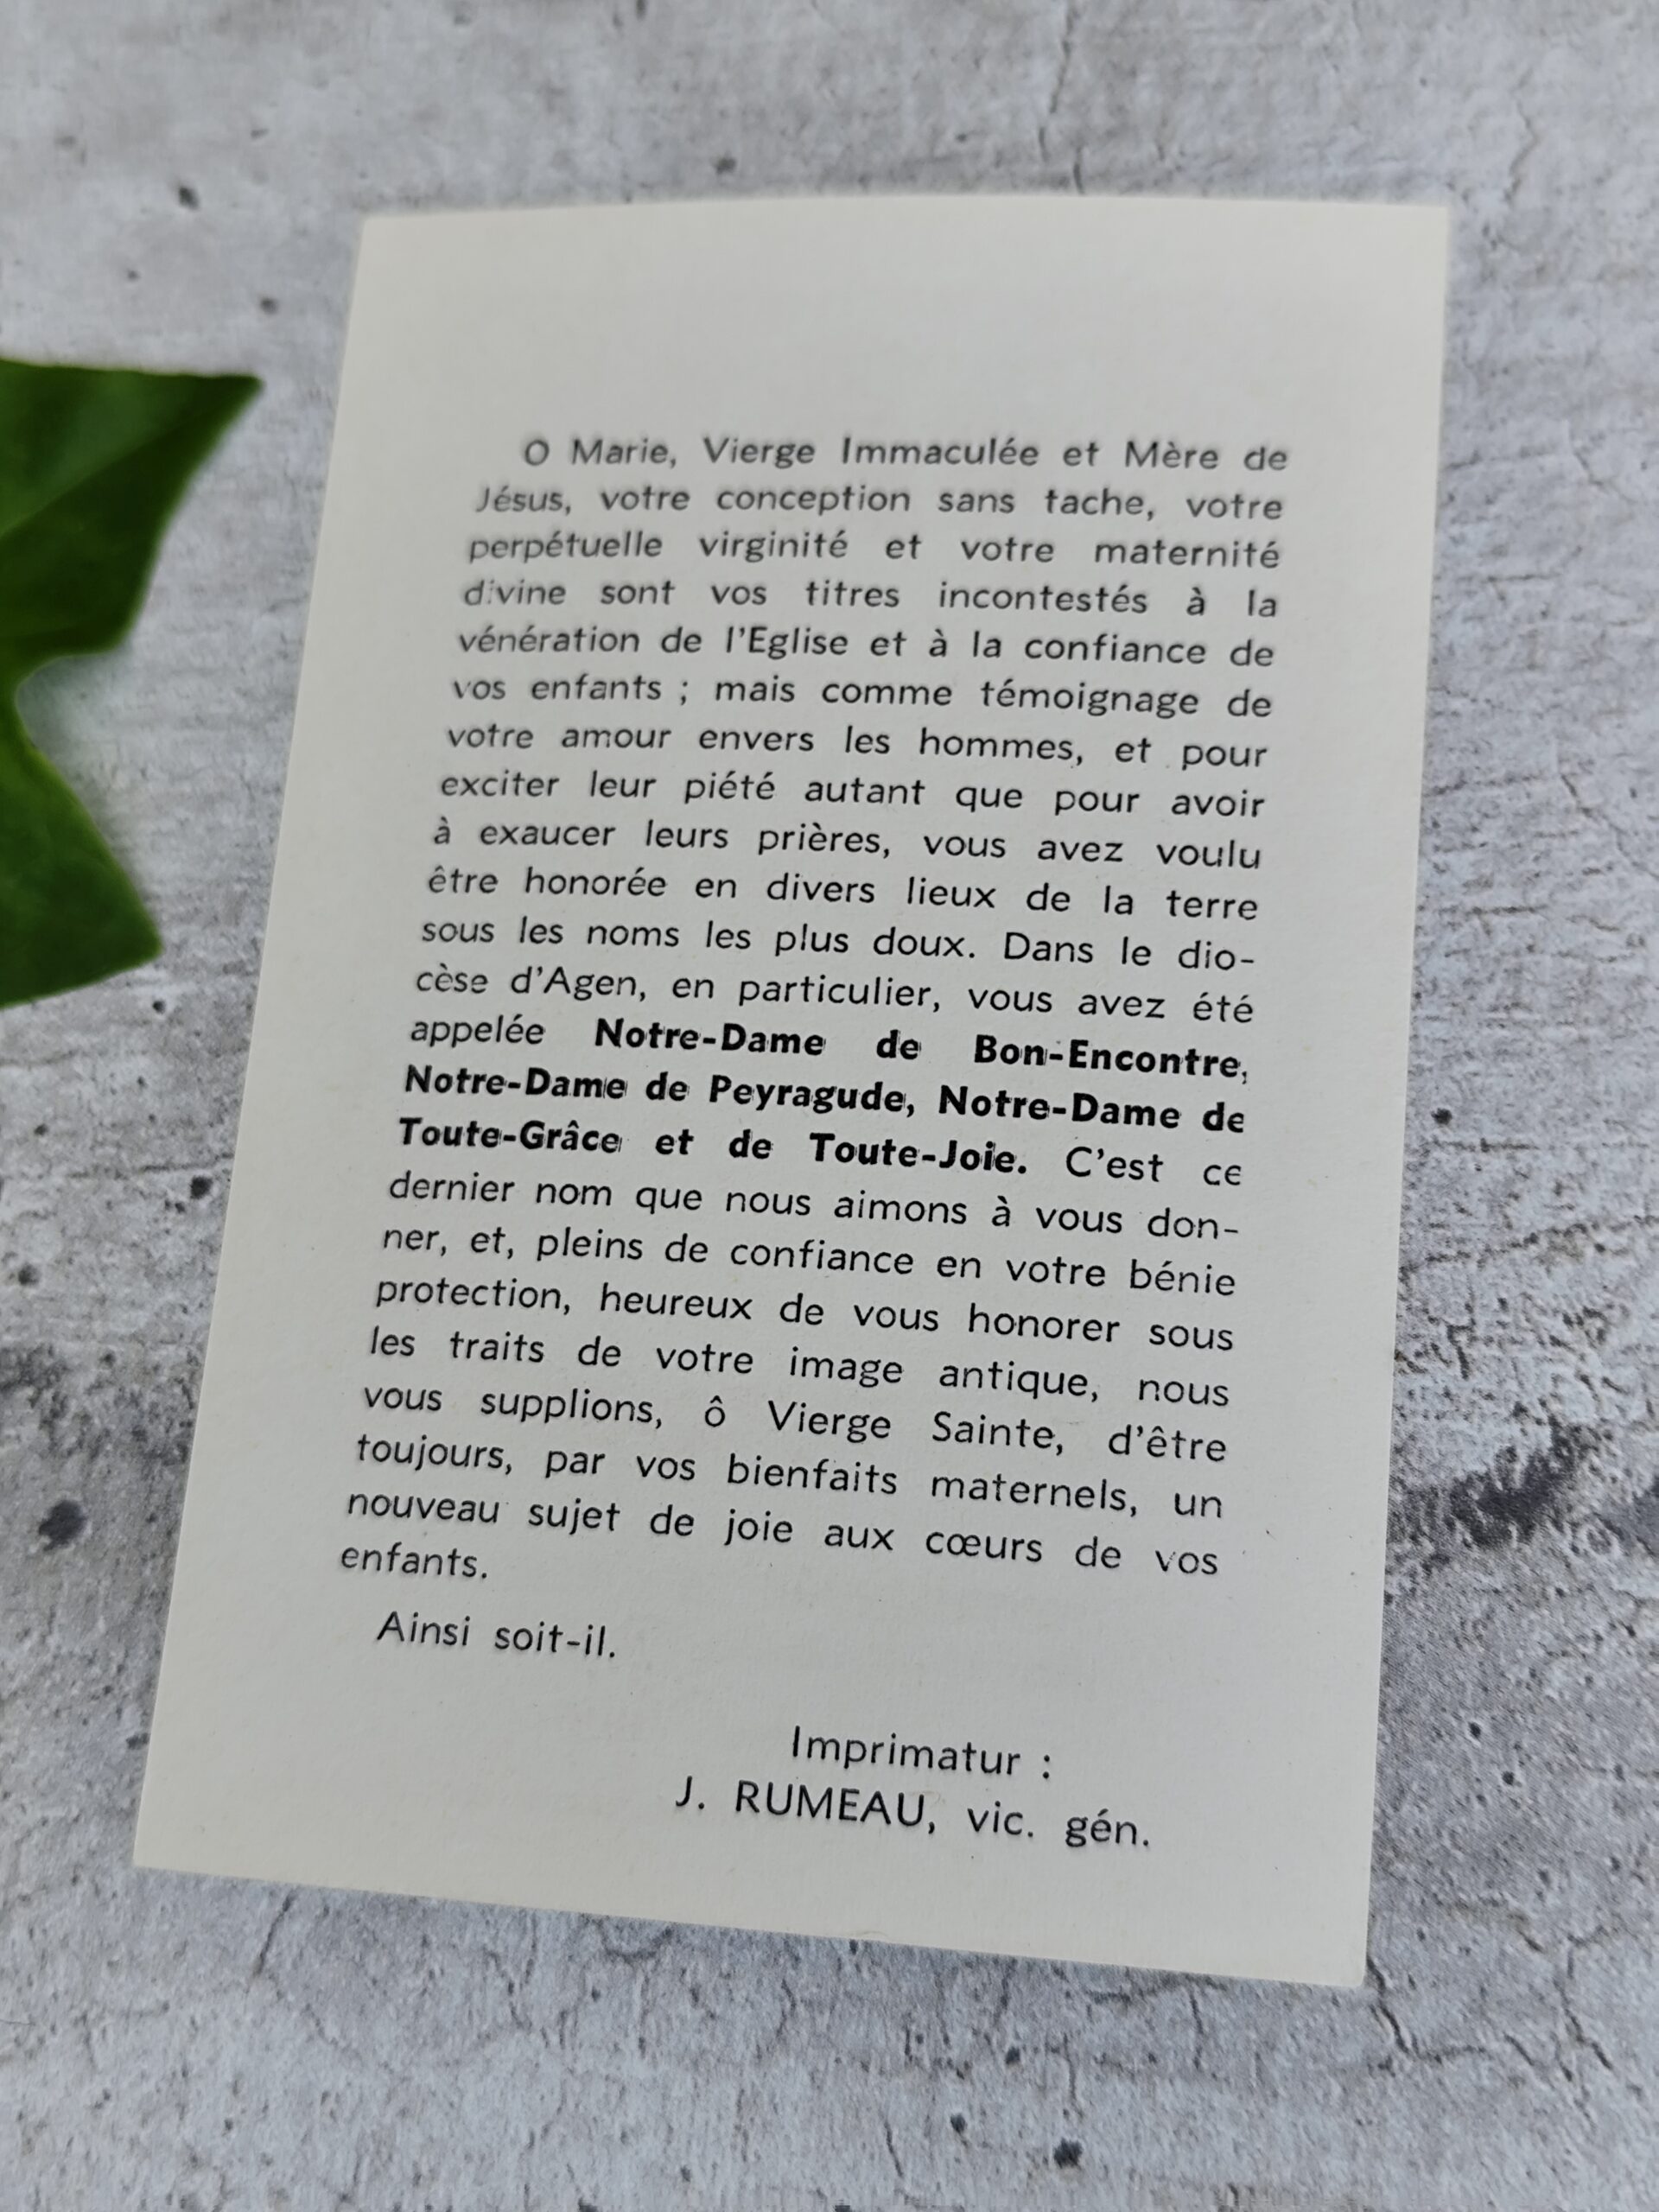 O Marie, Vierge Immaculée et Mère de
Jésus, votre conception sans tache, votre
perpétuelle virginité et votre maternité
divine sont vos titres incontestés à la
vénération de l'Eglise et à la confiance de
vos enfants ; mais comme témoignage de
votre amour envers les hommes, et pour
exciter leur piété autant que pour avoir
à exaucer leurs prières, vous avez voulu
être honorée en divers lieux de la terre
sous les noms les plus doux. Dans le dio-
cèse d'Agen, en particulier, vous avez été
appelée Notre-Dame de Bon-Encontre,
Notre-Dame de Peyragude, Notre-Dame de
Toute-Grâce et de Toute-Joie. C'est ce
dernier nom que nous aimons à vous don-
ner, et, pleins de confiance en votre bénie
protection, heureux de vous honorer sous
les traits de votre image antique, nous
vous supplions, ô Vierge Sainte, d'être
toujours, par vos bienfaits maternels, un
nouveau sujet de joie aux cœurs de vos
enfants.
Ainsi soit-il.
Imprimatur :
J. RUMEAU, vic. gén.